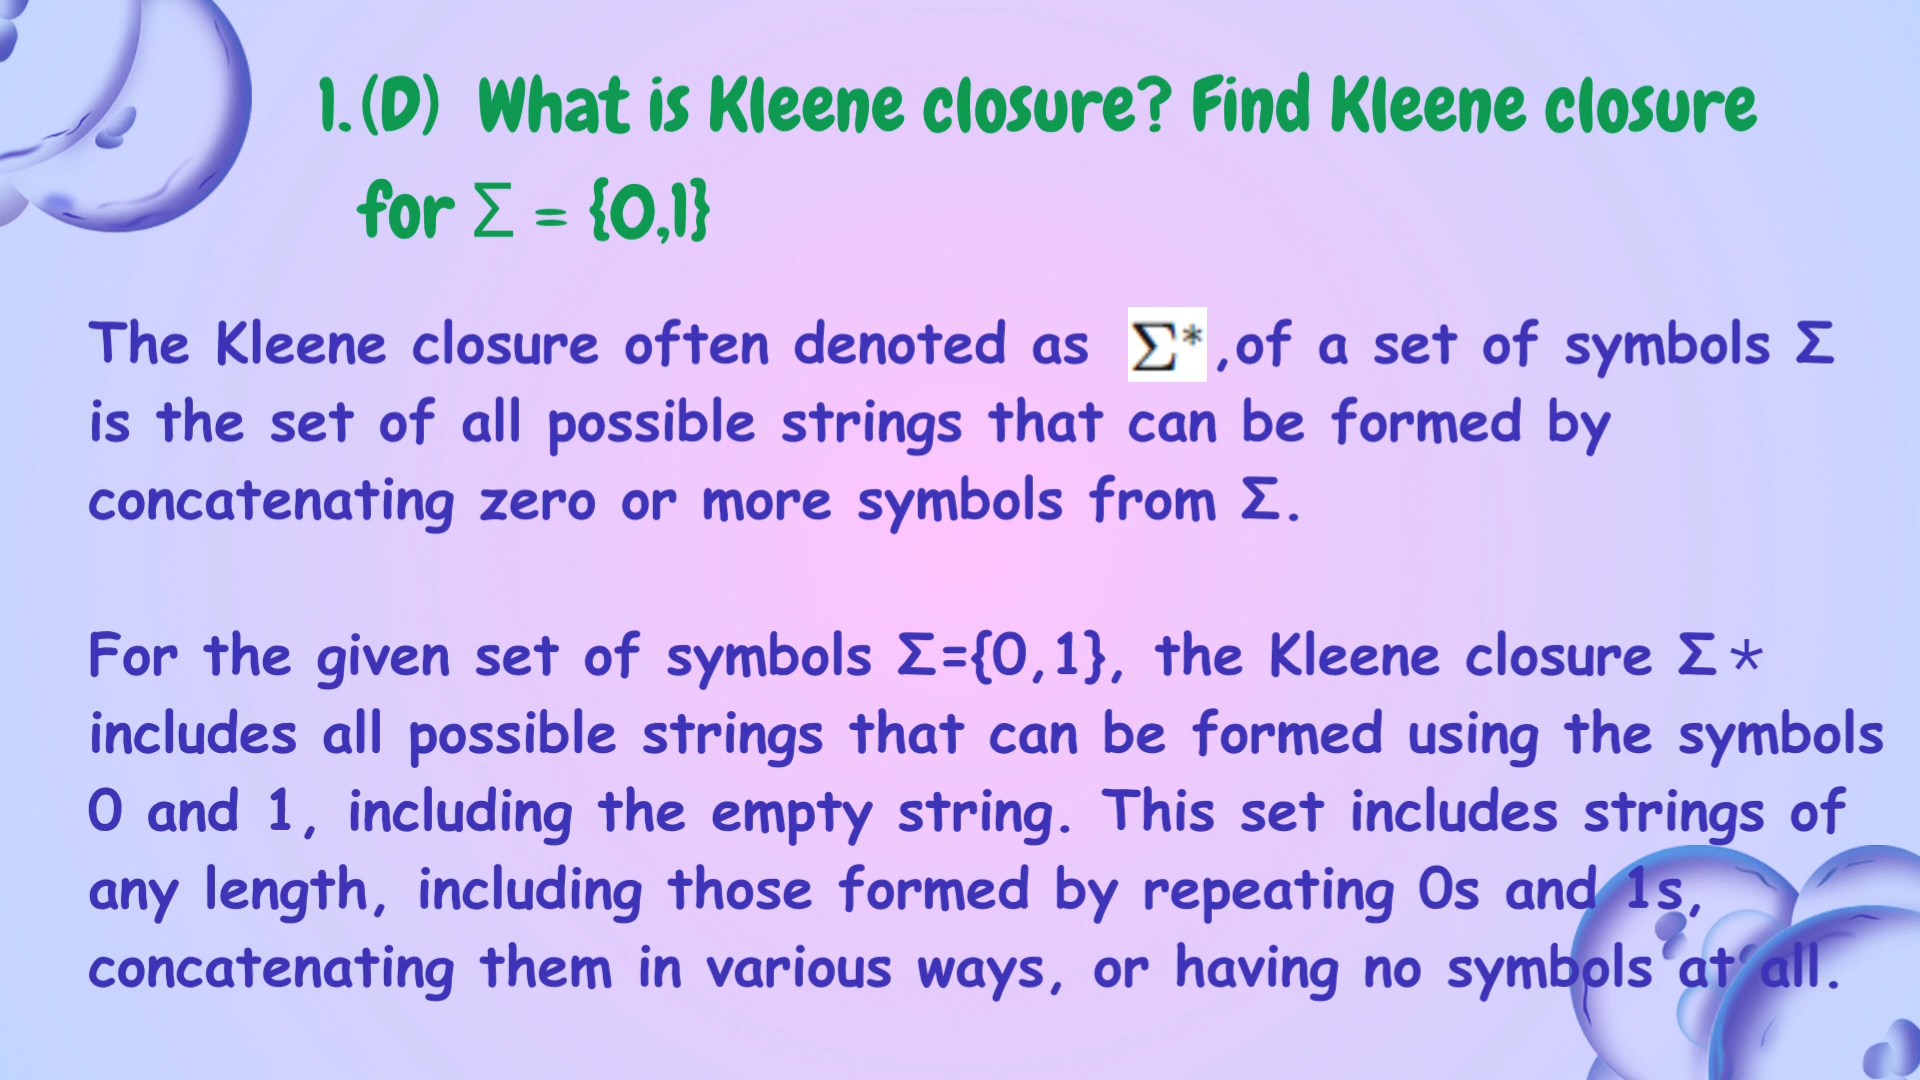 1.(D) What is Kleene closure? Find Kleene closure
for Σ = {0,1}
The Kleene closure often denoted as Σ* ,of a set of symbols Σ
is the set of all possible strings that can be formed by
concatenating zero or more symbols from Σ.
For the given set of symbols Σ={0,1}, the Kleene closure Σ∗
includes all possible strings that can be formed using the symbols
0 and 1, including the empty string. This set includes strings of
any length, including those formed by repeating 0s and 1s,
concatenating them in various ways, or having no symbols at all.